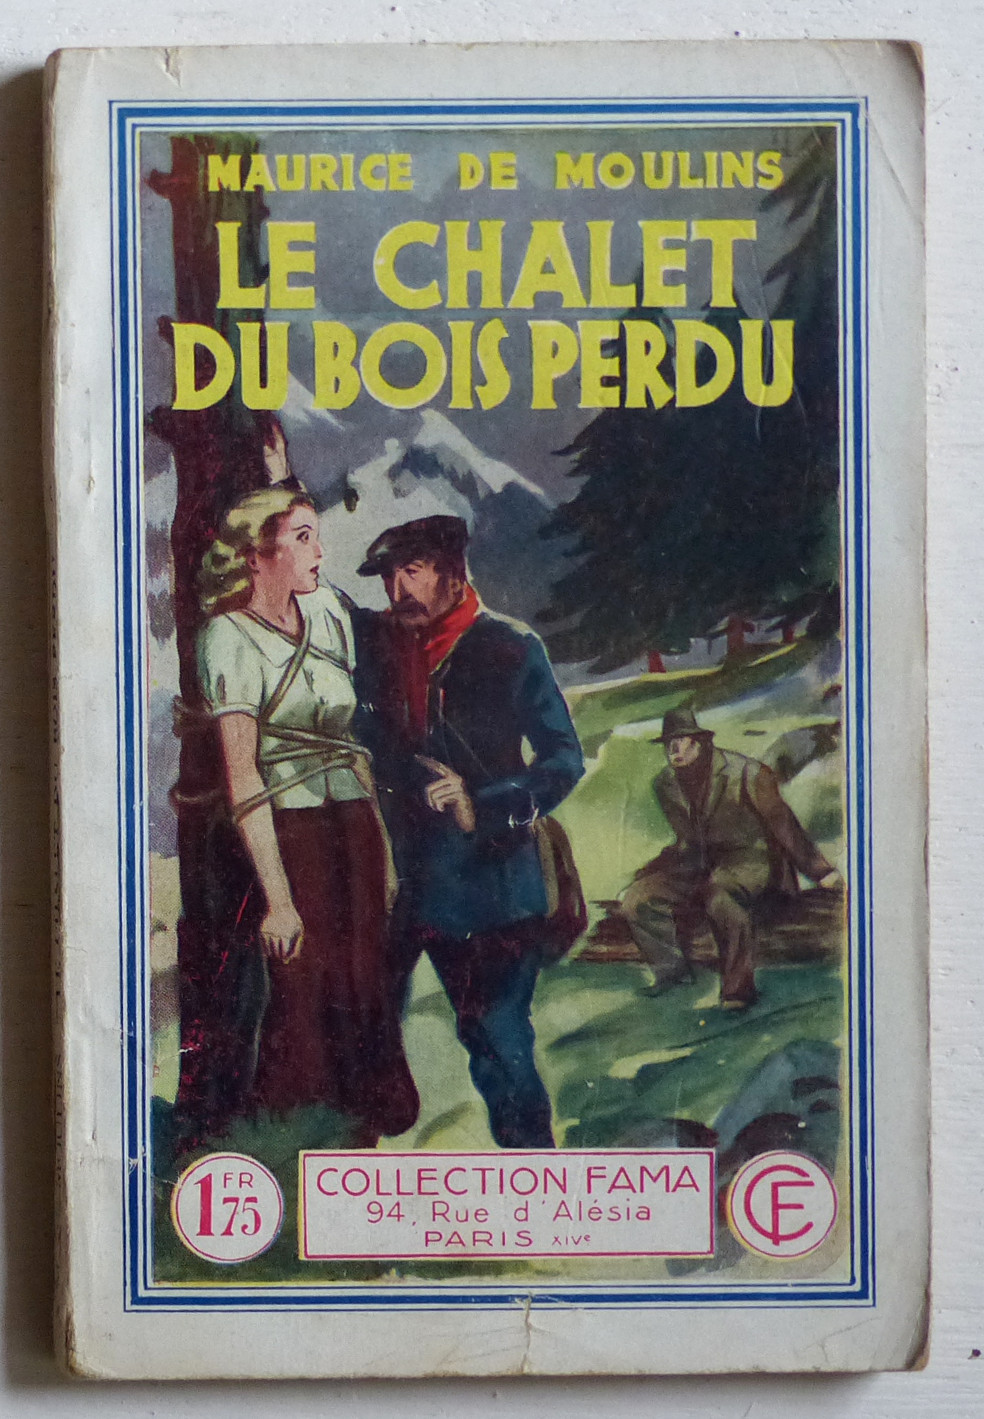 MAURICE DE MOULINS
LE CHALET
DU BOIS PERDU
1 FR 75
COLLECTION FAMA
94, Rue d'Alésia
PARIS XIVe
CF